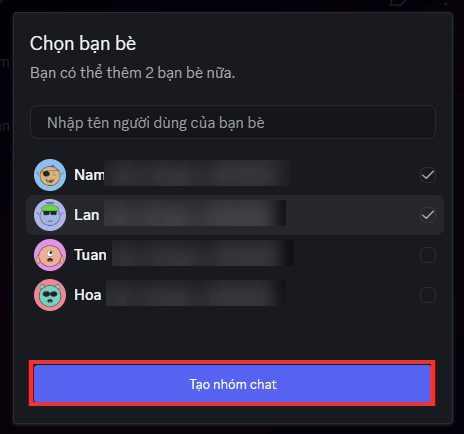 Chọn bạn bè
Bạn có thể thêm 2 bạn bè nữa.
Nhập tên người dùng của bạn bè
Nam
Lan
Tuan
Hoa
Tạo nhóm chat